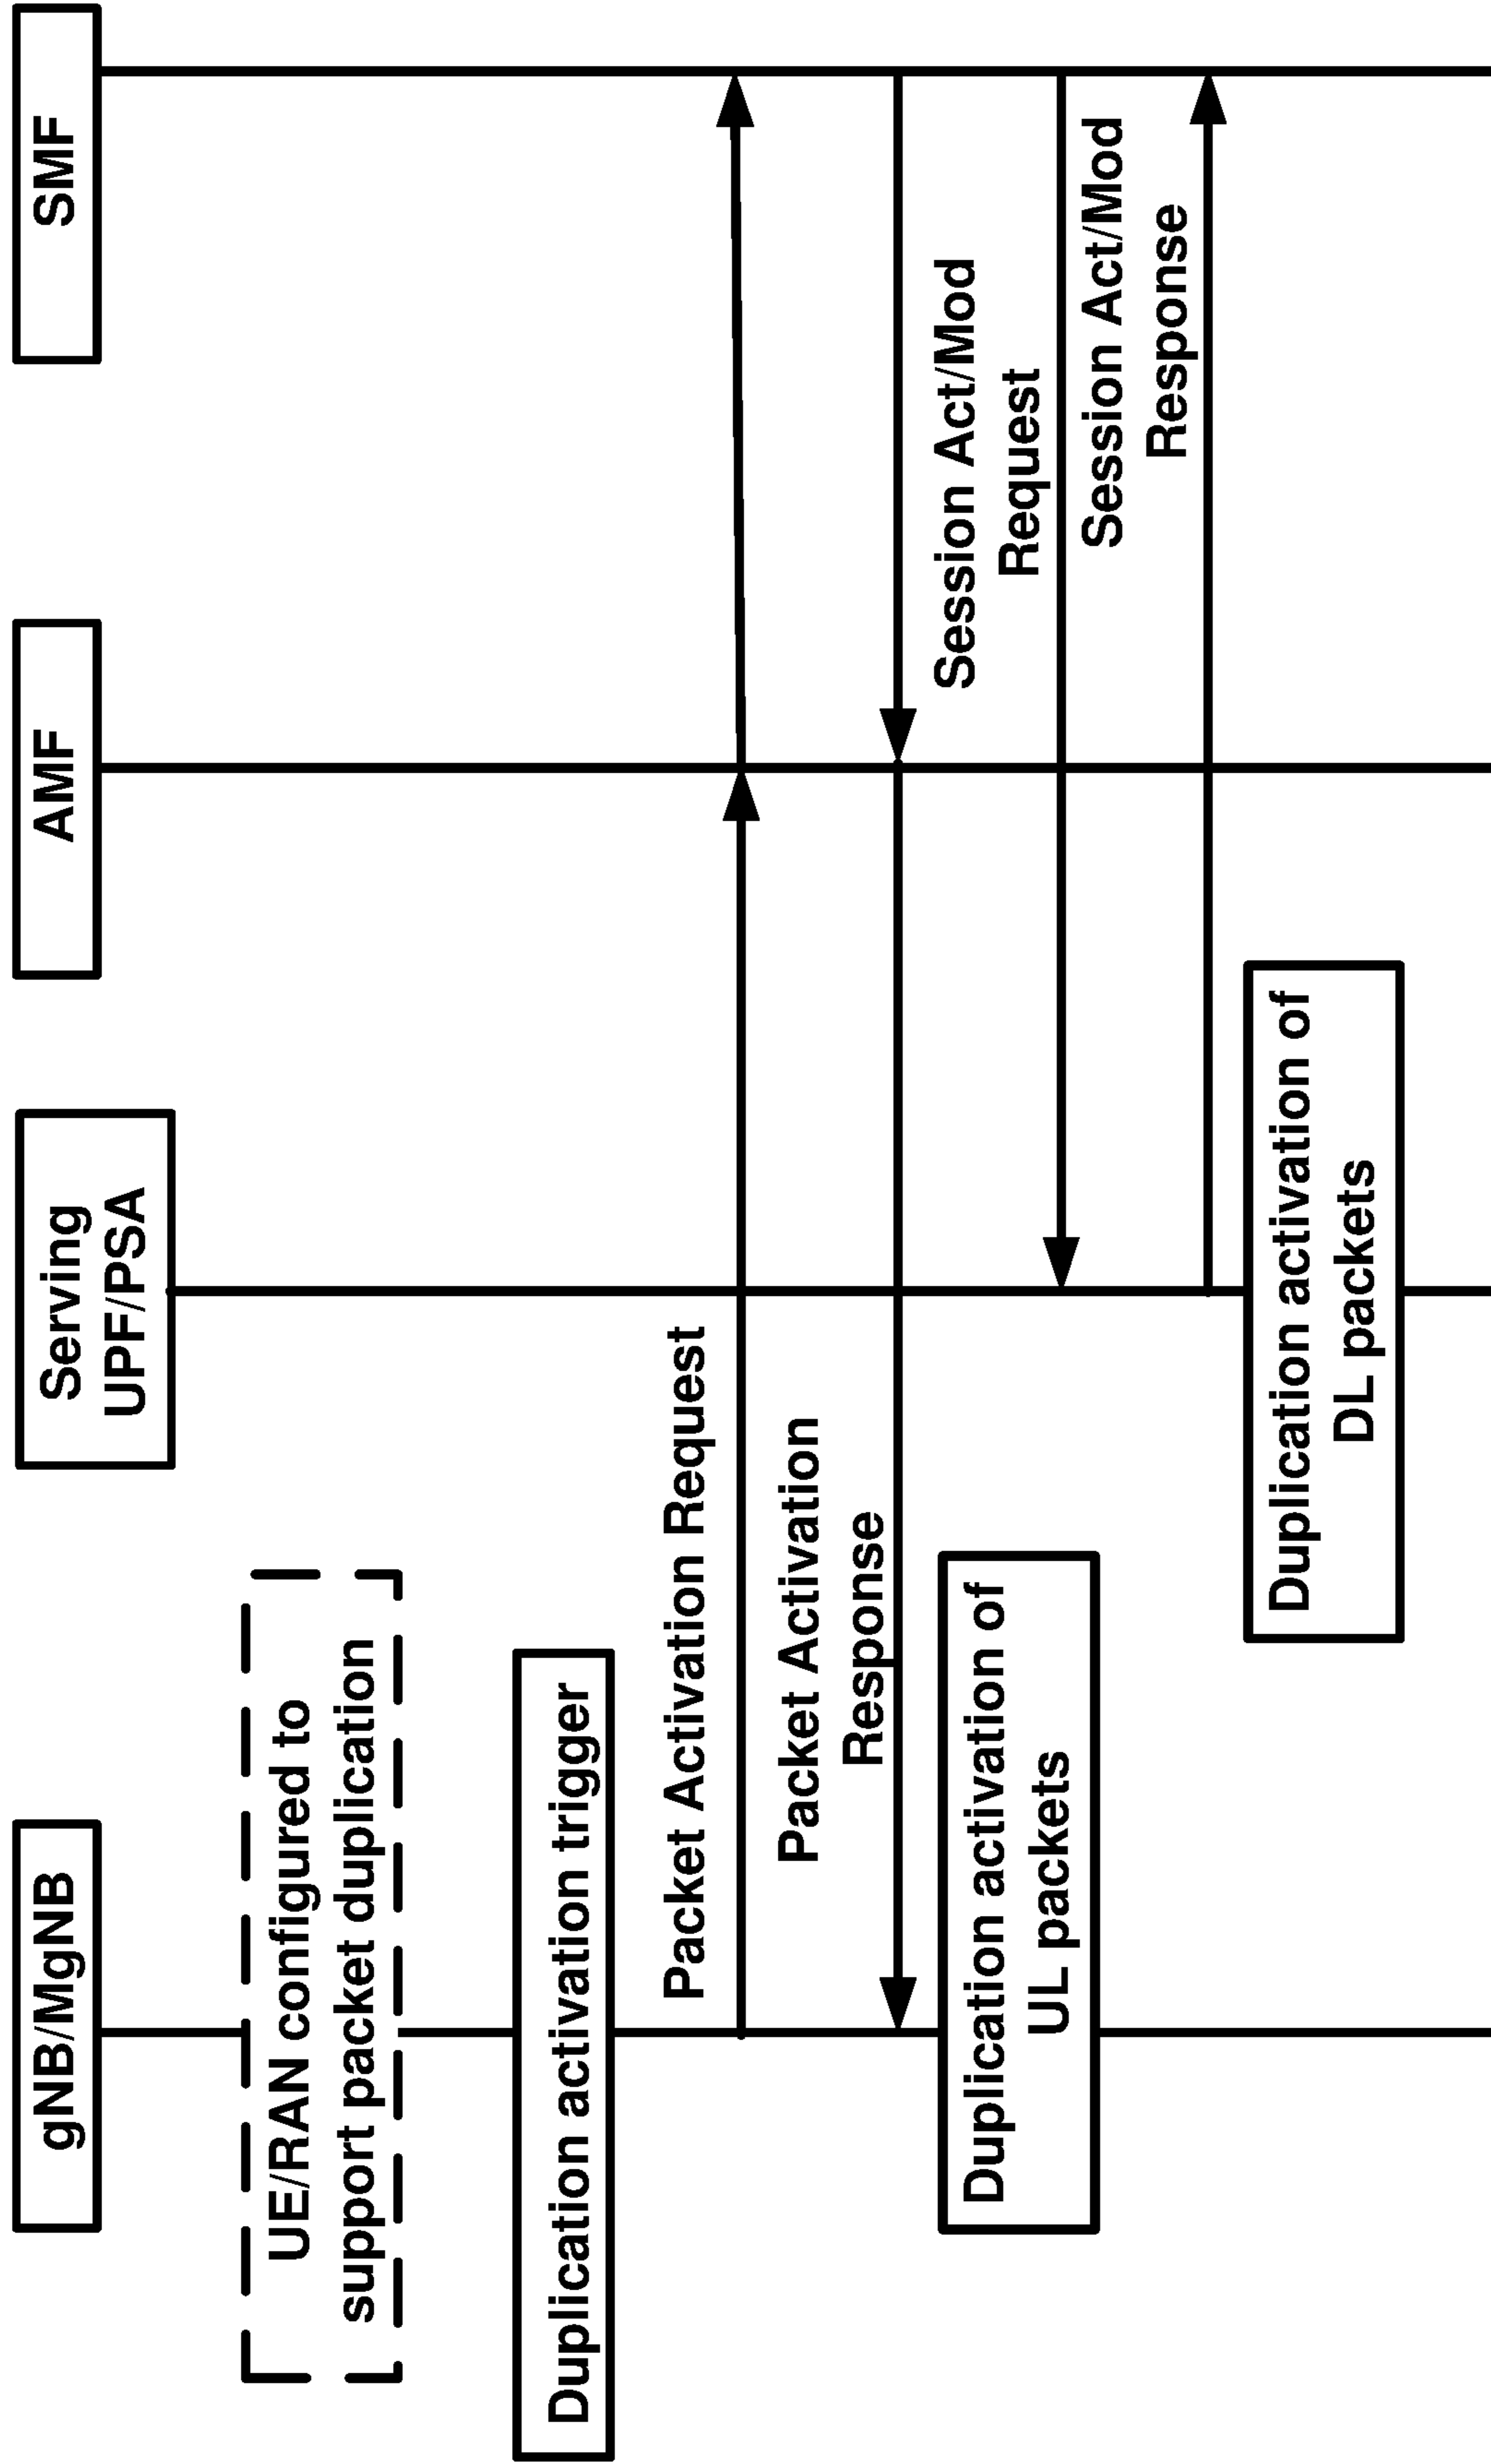 gNB/MgNB
Serving
UPF/PSA
AMF
SMF
UE/RAN configured to
support packet duplication
Duplication activation trigger
Packet Activation Request
Packet Activation
Response
Session Act/Mod
Request
Duplication activation of
UL packets
Session Act/Mod
Response
Duplication activation of
DL packets